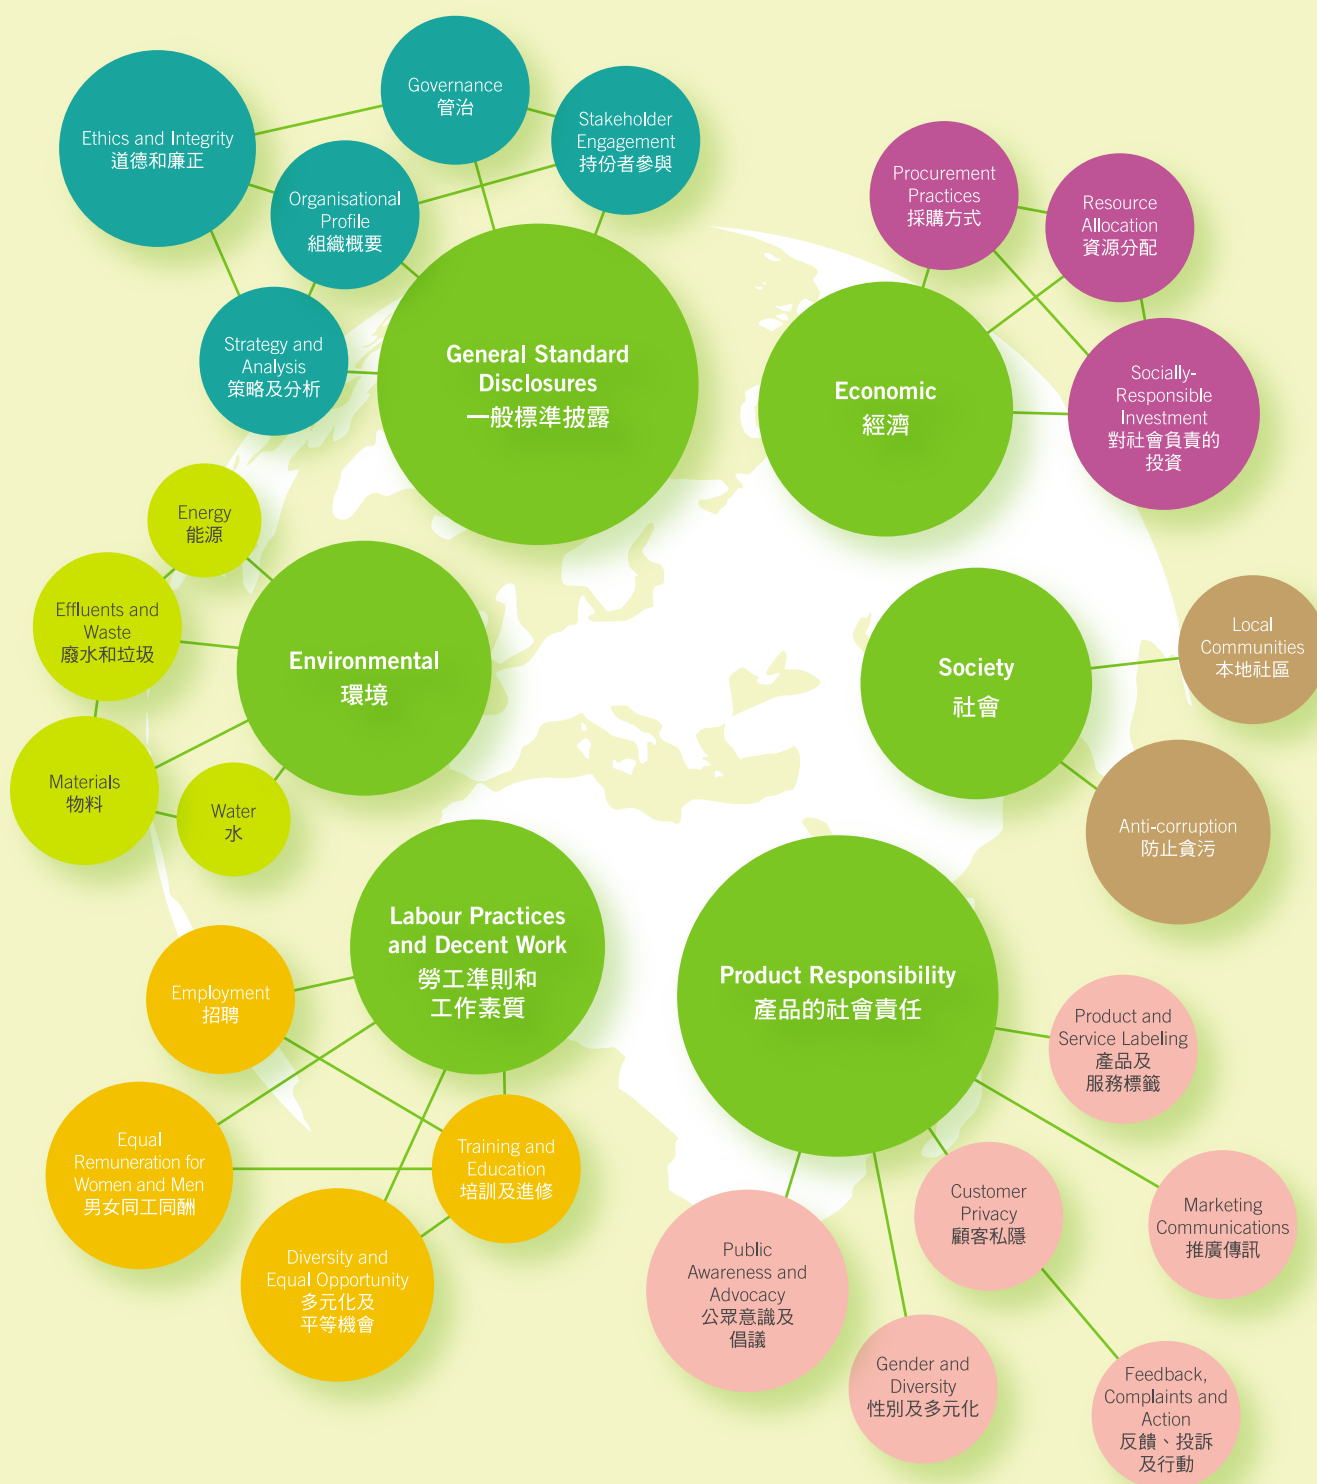 Governance
管治
Ethics and Integrity
道德和廉正
Stakeholder
Engagement
持份者參與
Organisational
Profile
組織概要
Strategy and
Analysis
策略及分析
General Standard
Disclosures
一般標準披露
Procurement
Practices
採購方式
Resource
Allocation
資源分配
Economic
經濟
Socially-
Responsible
Investment
對社會負責的
投資
Energy
能源
Effluents and
Waste
廢水和垃圾
Environmental
環境
Materials
物料
Water
水
Society
社會
Local
Communities
本地社區
Anti-corruption
防止貪污
Labour Practices
and Decent Work
勞工準則和
工作素質
Employment
招聘
Equal
Remuneration for
Women and Men
男女同工同酬
Training and
Education
培訓及進修
Diversity and
Equal Opportunity
多元化及
平等機會
Product Responsibility
產品的社會責任
Product and
Service Labeling
產品及
服務標籤
Customer
Privacy
顧客私隱
Marketing
Communications
推廣傳訊
Public
Awareness and
Advocacy
公眾意識及
倡議
Gender and
Diversity
性別及多元化
Feedback,
Complaints and
Action
反饋、投訴
及行動